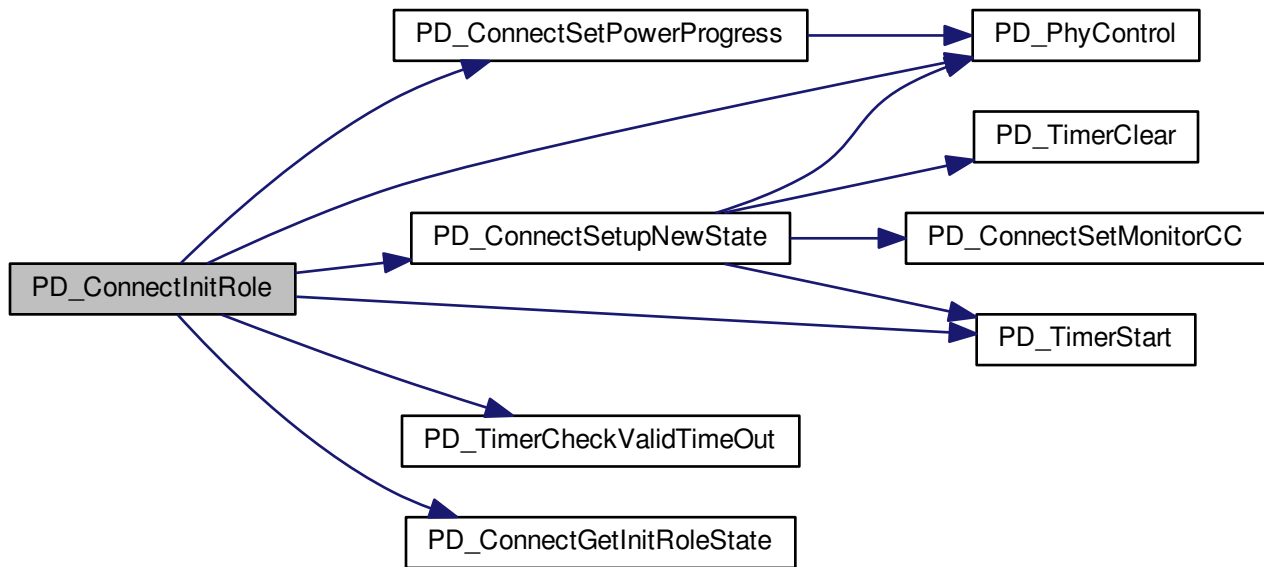 PD_ConnectSetPowerProgress
PD_PhyControl
PD_TimerClear
PD_ConnectSetupNewState
PD_ConnectSetMonitorCC
PD_ConnectInitRole
PD_TimerStart
PD_TimerCheckValidTimeOut
PD_ConnectGetInitRoleState